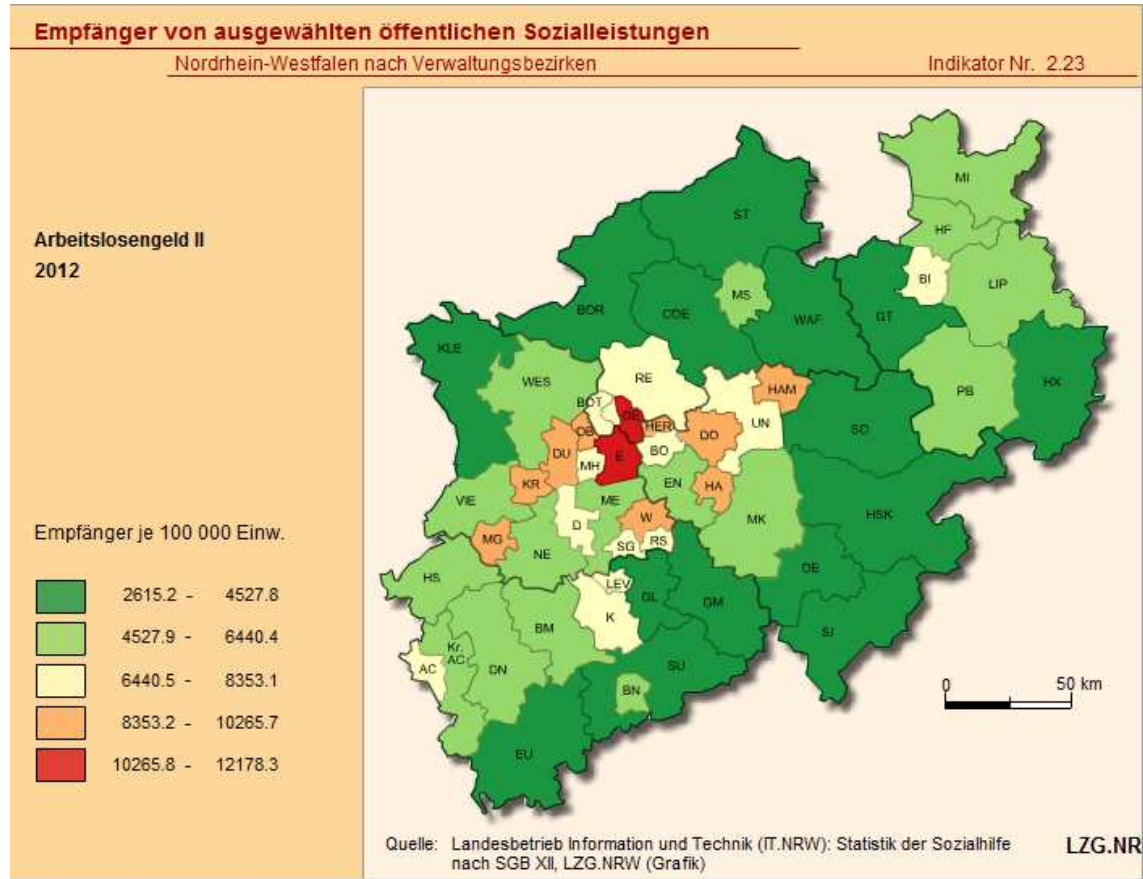 Empfänger von ausgewählten öffentlichen Sozialleistungen
Nordrhein-Westfalen nach Verwaltungsbezirken Indikator Nr. 2.23
Arbeitslosengeld II
2012
Empfänger je 100 000 Einw.
2615.2 - 4527.8
4527.9 - 6440.4
6440.5 - 8353.1
8353.2 - 10265.7
10265.8 - 12178.3
MI
ST
HF
BI
LIP
MS
BOR
COE
WAF
GT
KLE
RE
WES
HAM
PB
HX
BOT
GE
UN
OB
HER
DO
SO
DU
E
BO
MH
KR
EN
HA
VIE
ME
MK
HSK
D
W
MG
SG
RS
NE
OE
HS
LEV
GL
GM
K
BM
SI
Kr.
AC
AC
DN
SU
BN
EU
0 50 km
Quelle: Landesbetrieb Information und Technik (IT.NRW): Statistik der Sozialhilfe
nach SGB XII, LZG.NRW (Grafik)
LZG.NR